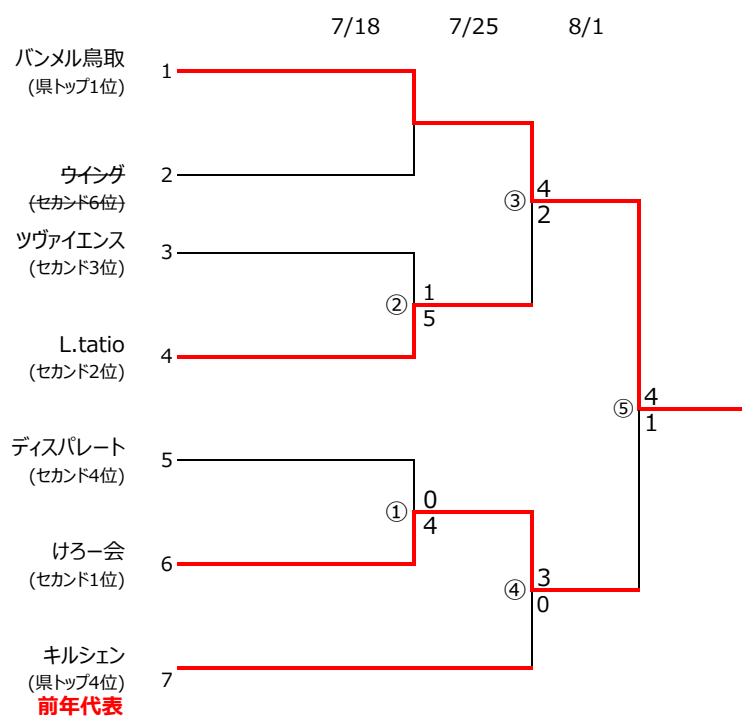 7/18 7/25 8/1
バンメル鳥取
(県トップ1位)
1
ウイング
(セカンド6位)
2
ツヴァイエンス
(セカンド3位)
3
L.tatio
(セカンド2位)
4
ディスパレート
(セカンド4位)
5
けろー会
(セカンド1位)
6
キルシェン
(県トップ4位)
前年代表
7
② 1
5
① 0
4
③ 4
2
④ 3
0
⑤ 4
1